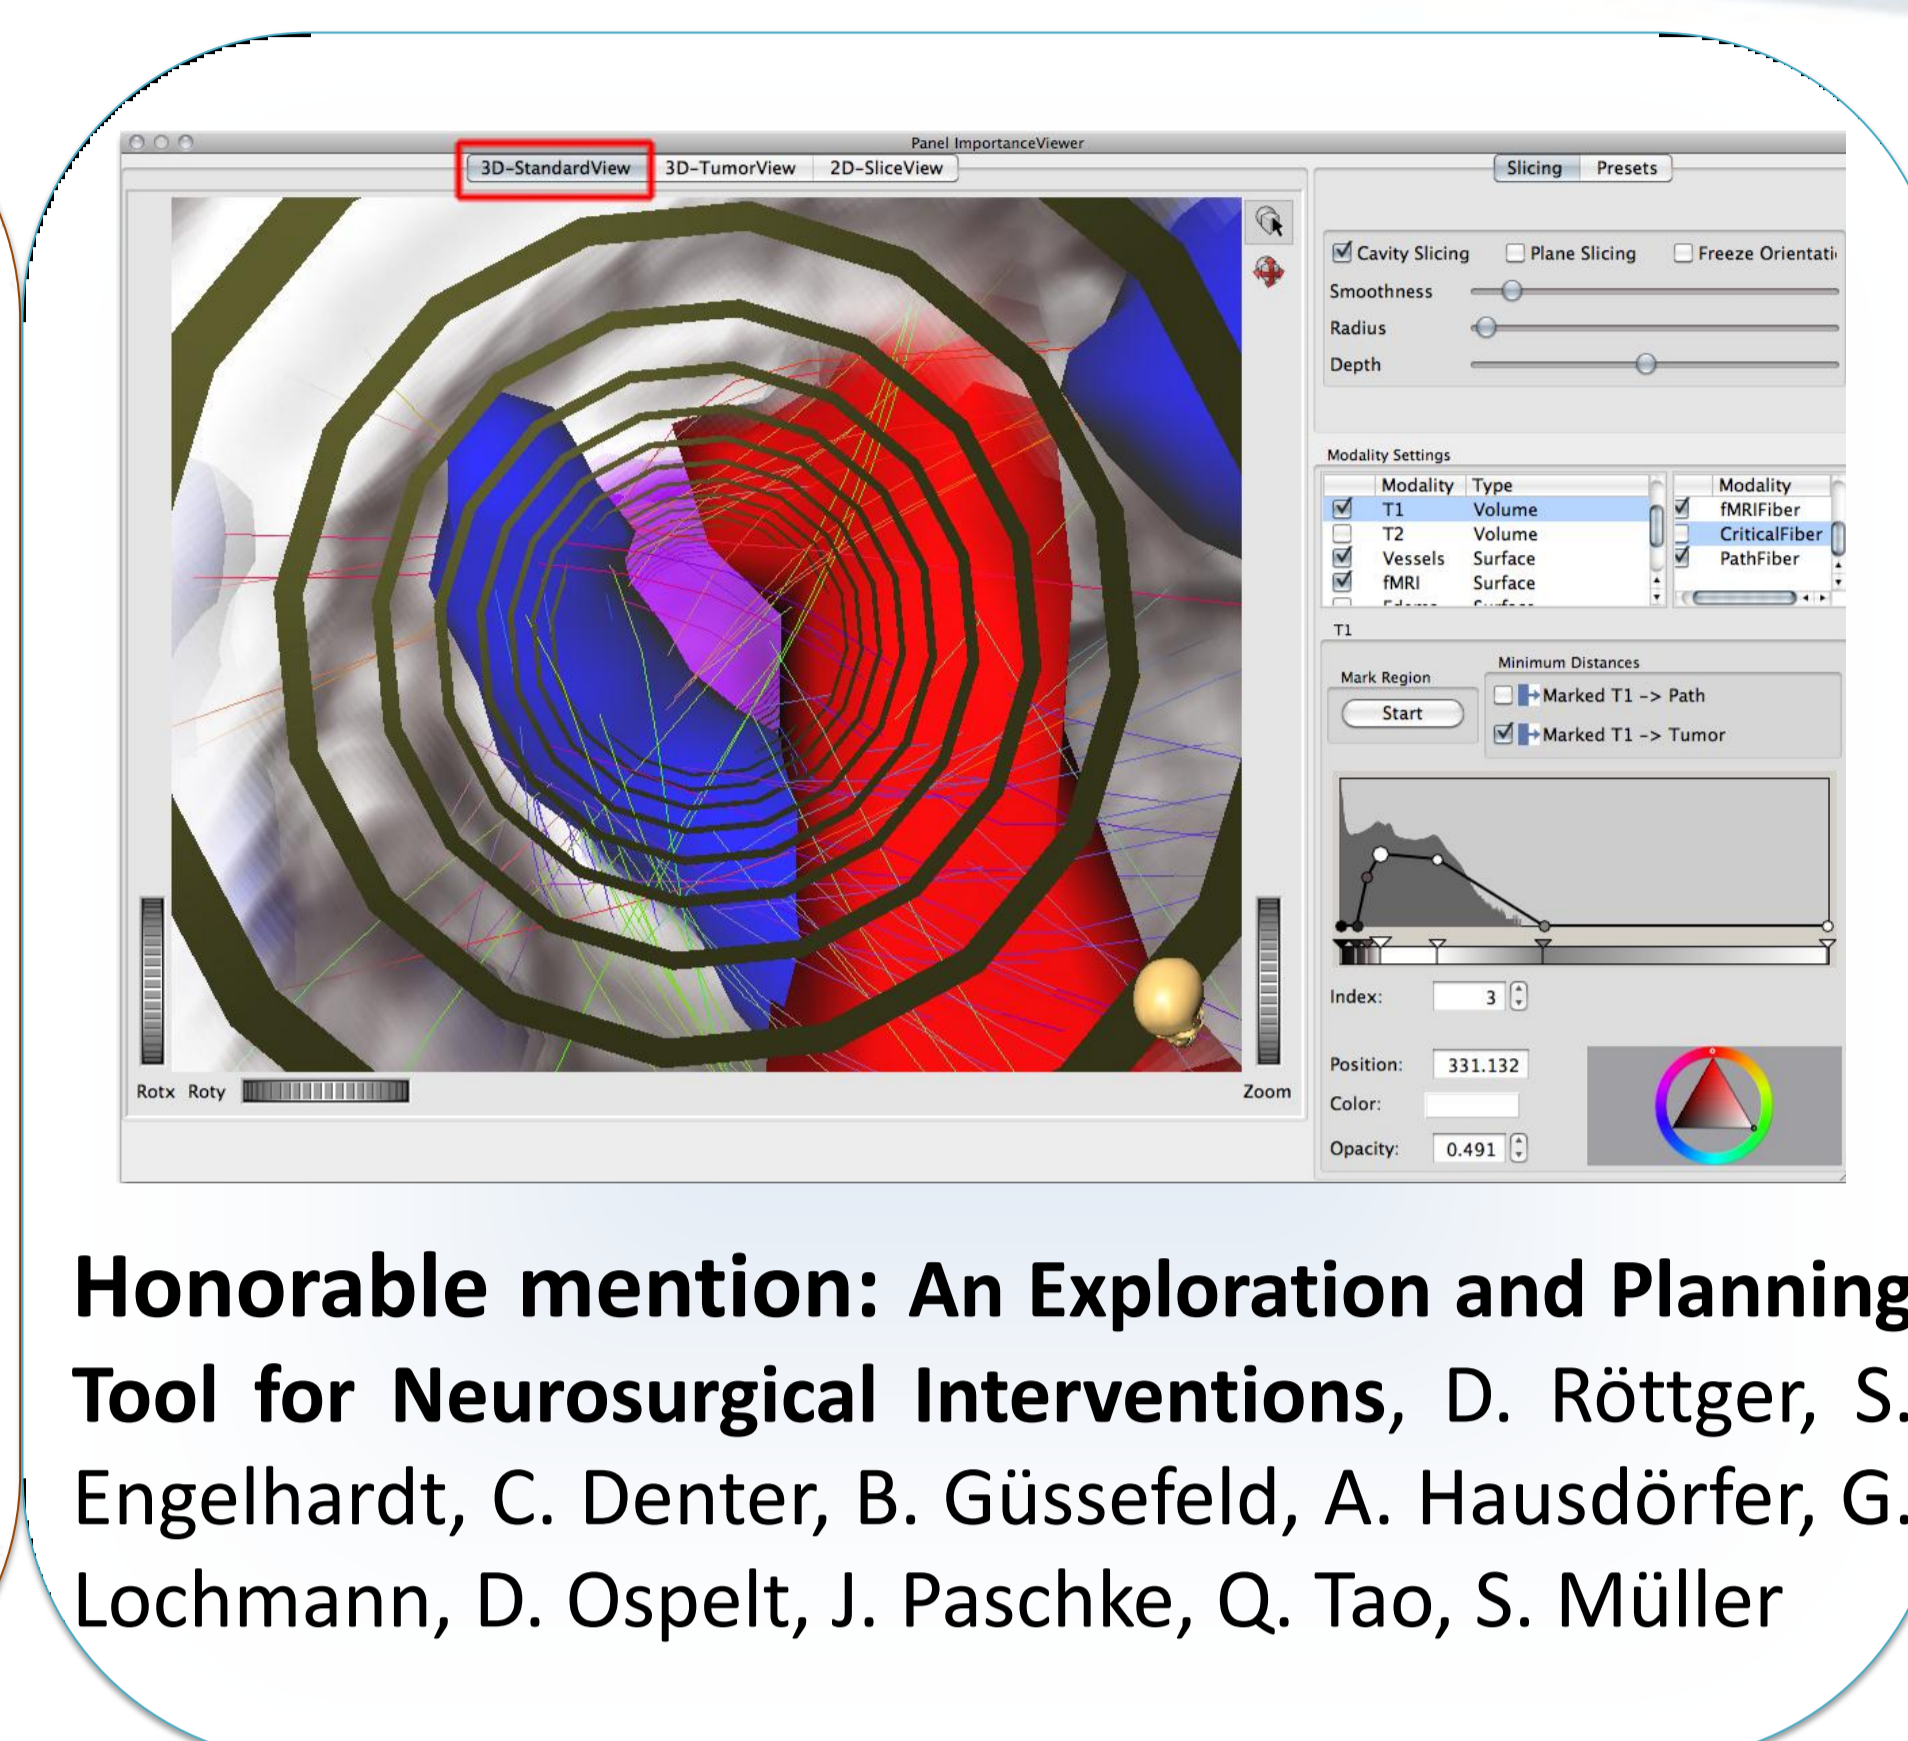 Panel ImportanceViewer
3D-StandardView 3D-TumorView 2D-SliceView
Slicing Presets
Cavity Slicing Plane Slicing Freeze Orientati
Smoothness
Radius
Depth
Modality Settings
Modality Type
T1 Volume
T2 Volume
Vessels Surface
fMRI Surface
Modality
fMRIFiber
CriticalFiber
PathFiber
T1
Mark Region
Start
Minimum Distances
Marked T1 -> Path
Marked T1 -> Tumor
Index: 3
Position: 331.132
Color:
Opacity: 0.491
Rotx Roty
Zoom
Honorable mention: An Exploration and Planning
Tool for Neurosurgical Interventions, D. Röttger, S.
Engelhardt, C. Denter, B. Güssefeld, A. Hausdörfer, G.
Lochmann, D. Ospelt, J. Paschke, Q. Tao, S. Müller